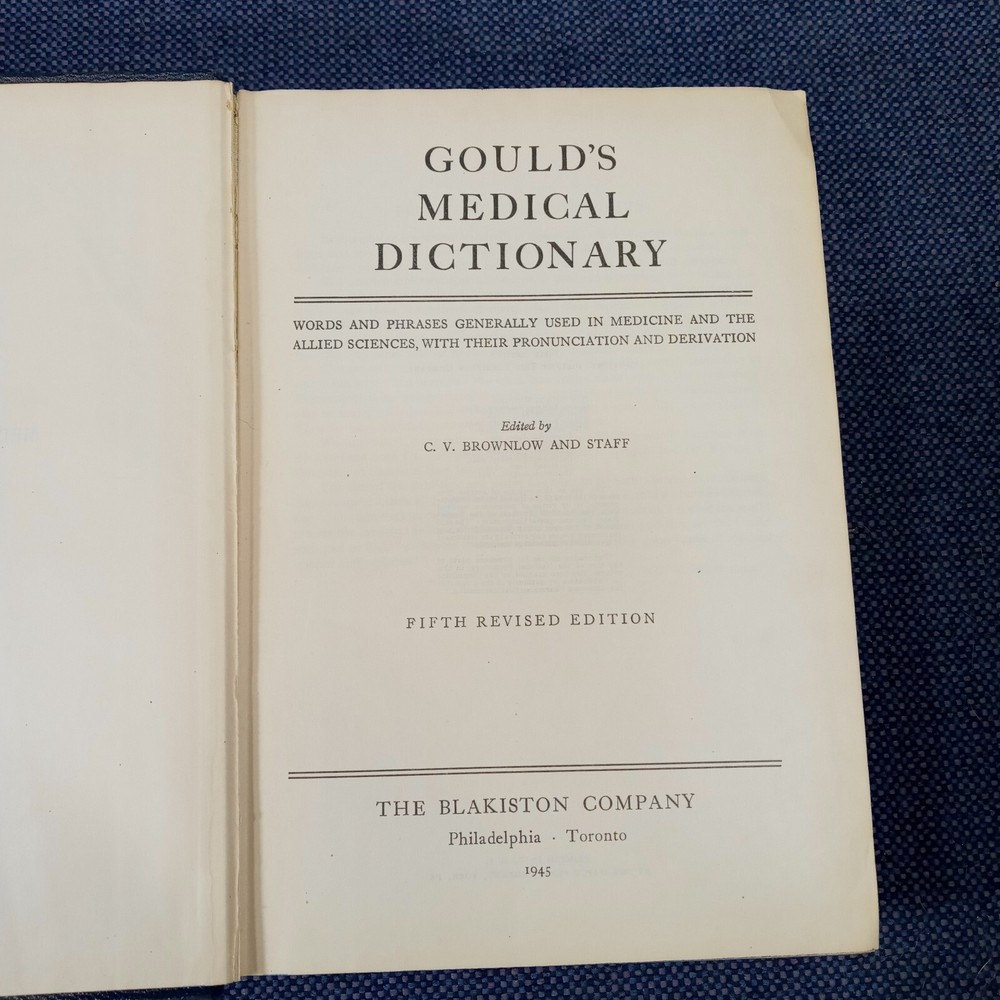 GOULD'S
MEDICAL
DICTIONARY
WORDS AND PHRASES GENERALLY USED IN MEDICINE AND THE
ALLIED SCIENCES, WITH THEIR PRONUNCIATION AND DERIVATION
Edited by
C. V. BROWNLOW AND STAFF
FIFTH REVISED EDITION
THE BLAKISTON COMPANY
Philadelphia · Toronto
1945